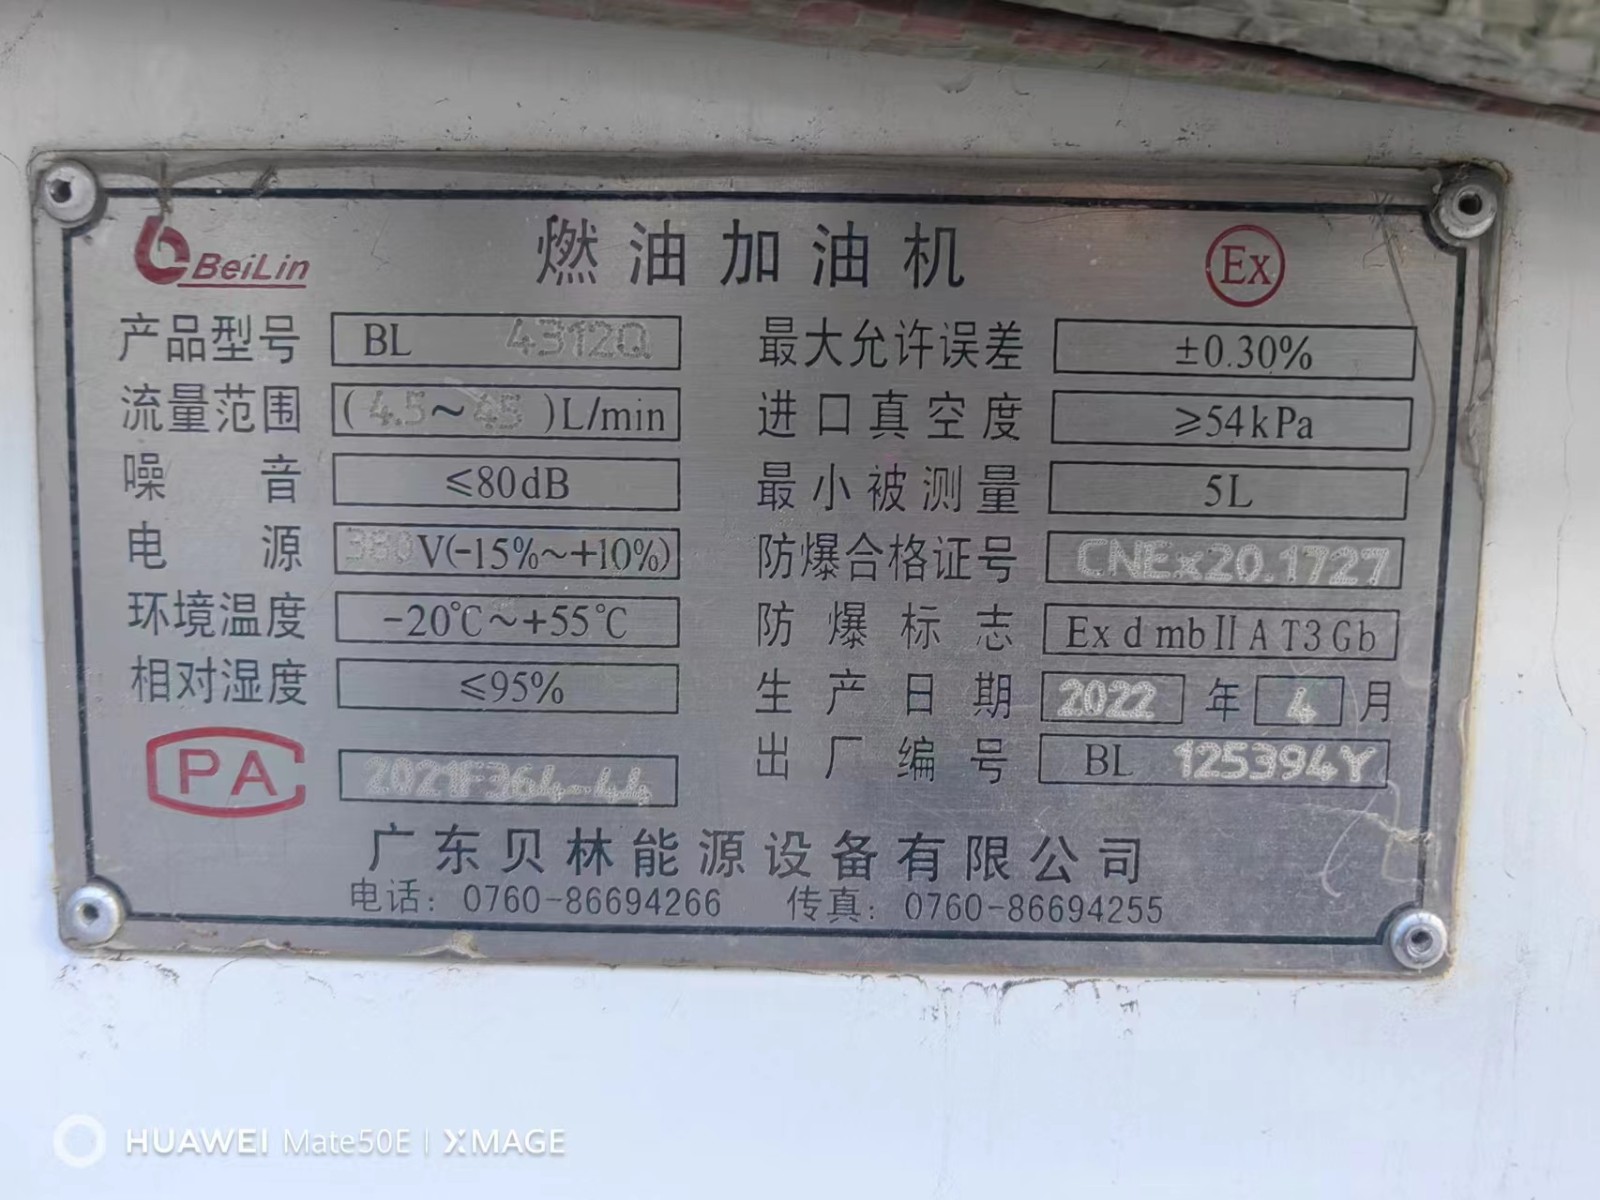 BeiLin 燃油加油机 Ex
产品型号 BL 4312Q 最大允许误差 ±0.30%
流量范围 (4.5~45)L/min 进口真空度 ≥54kPa
噪音 ≤80dB 最小被测量 5L
电源 380V(-15%~+10%) 防爆合格证号 CNEx20.1727
环境温度 -20℃~+55℃ 防爆标志 Ex d mb II A T3 Gb
相对湿度 ≤95% 生产日期 2022 年 4 月
PA 2021F364-44 出厂编号 BL 125394Y
广东贝林能源设备有限公司
电话: 0760-86694266 传真: 0760-86694255
HUAWEI Mate50E | XMAGE